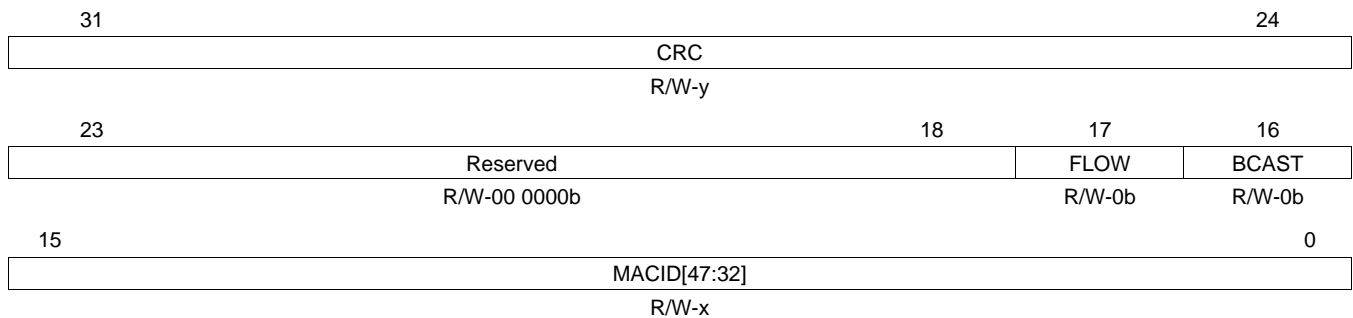 31 24
CRC
R/W-y
23 18 17 16
Reserved FLOW BCAST
R/W-00 0000b R/W-0b R/W-0b
15 0
MACID[47:32]
R/W-x